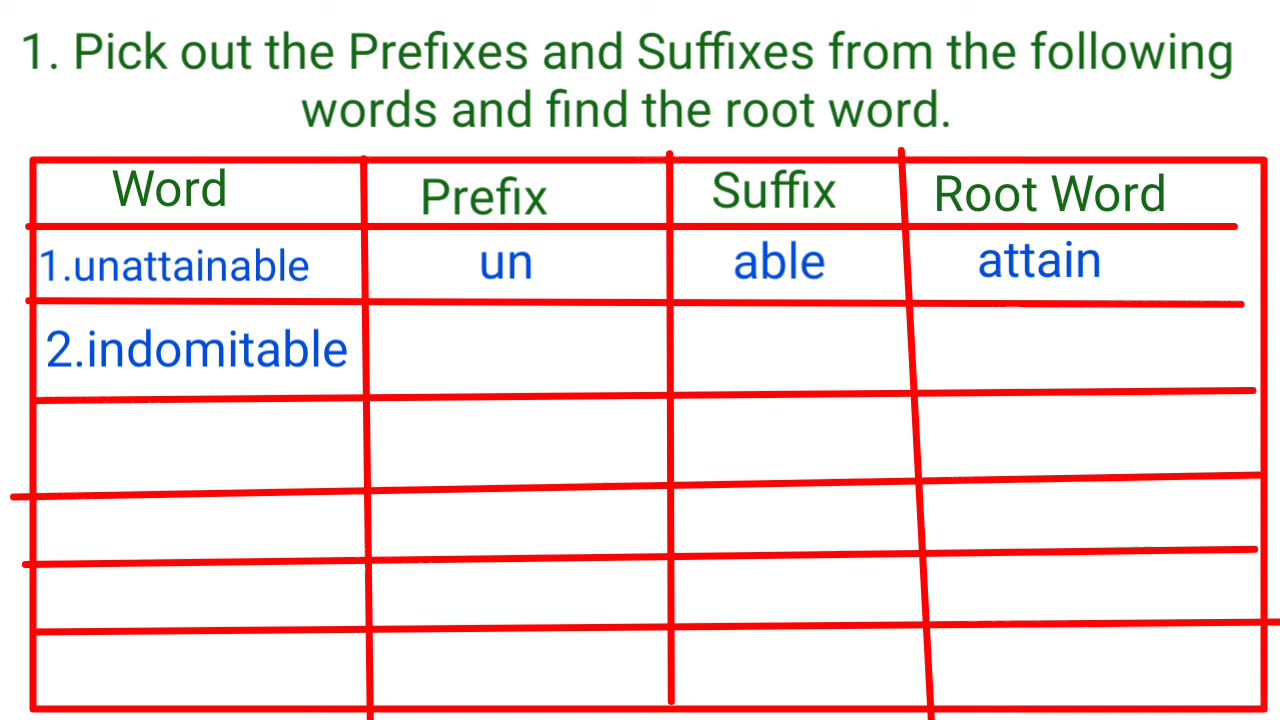 1. Pick out the Prefixes and Suffixes from the following
words and find the root word.
Word Prefix Suffix Root Word
1.unattainable un able attain
2.indomitable